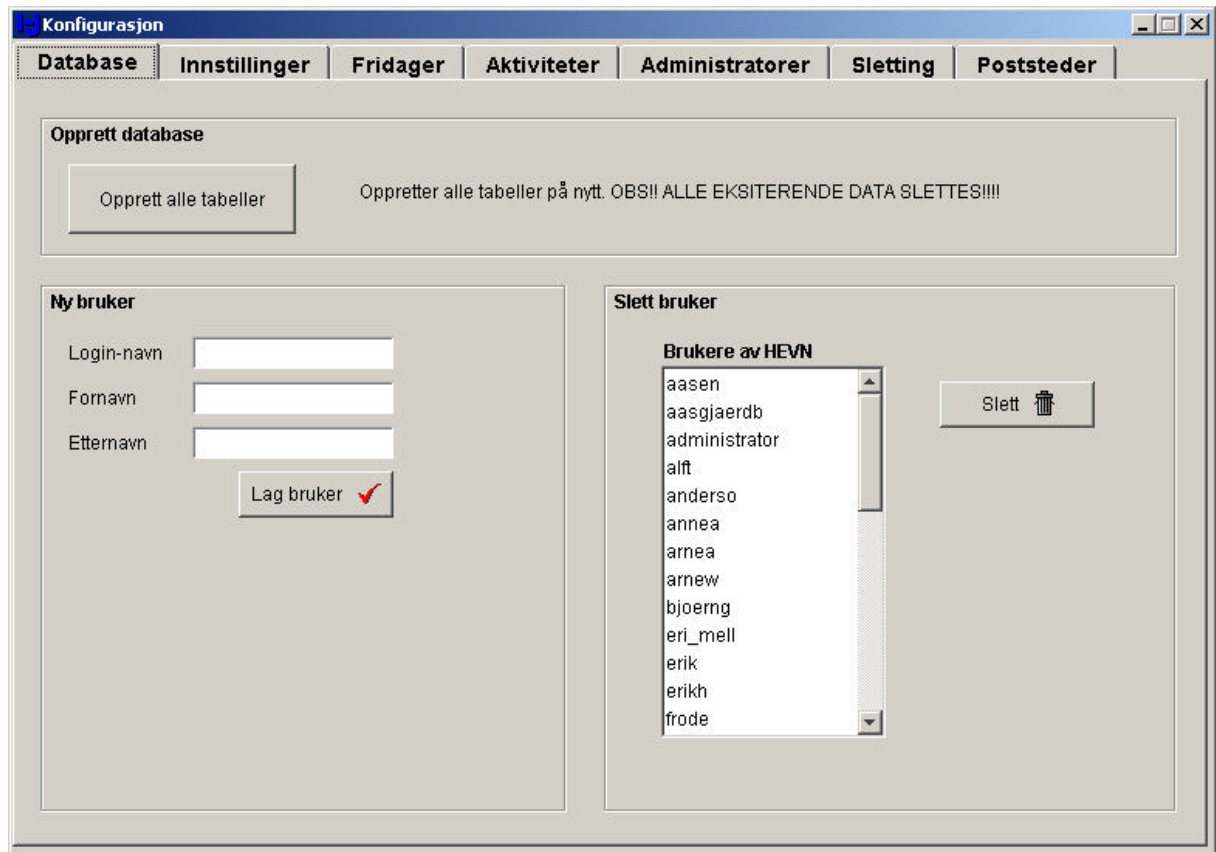 Konfigurasjon
Database Innstillinger Fridager Aktiviteter Administratorer Sletting Poststeder
Opprett database
Opprett alle tabeller
Oppretter alle tabeller på nytt. OBS!! ALLE EKSITERENDE DATA SLETTES!!!!
Ny bruker
Login-navn
Fornavn
Etternavn
Lag bruker
Slett bruker
Brukere av HEVN
aasen
aasgjaerdb
administrator
alft
anderso
annea
arnea
arnew
bjoerng
eri_mell
erik
erikh
frode
Slett